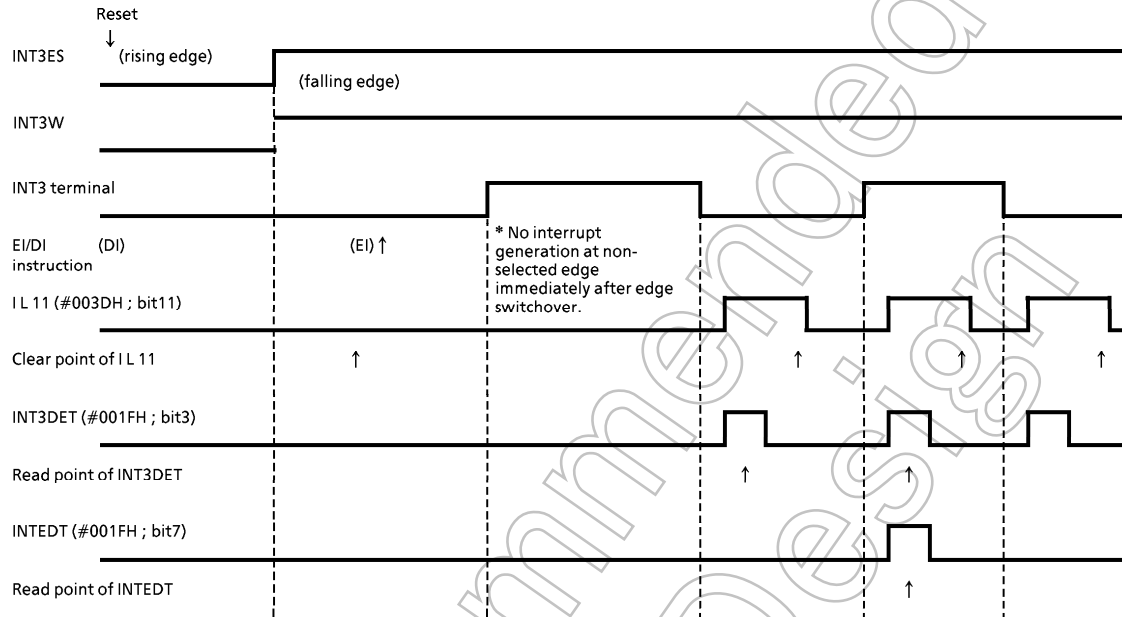 Reset
↓
INT3ES (rising edge)
(falling edge)
INT3W
INT3 terminal
EI/DI (DI) (EI) ↑
instruction
* No interrupt
generation at non-
selected edge
immediately after edge
switchover.
I L 11 (#003DH ; bit11)
Clear point of I L 11 ↑ ↑ ↑ ↑
INT3DET (#001FH ; bit3)
Read point of INT3DET ↑ ↑
INTEDT (#001FH ; bit7)
Read point of INTEDT ↑
mmended
Design